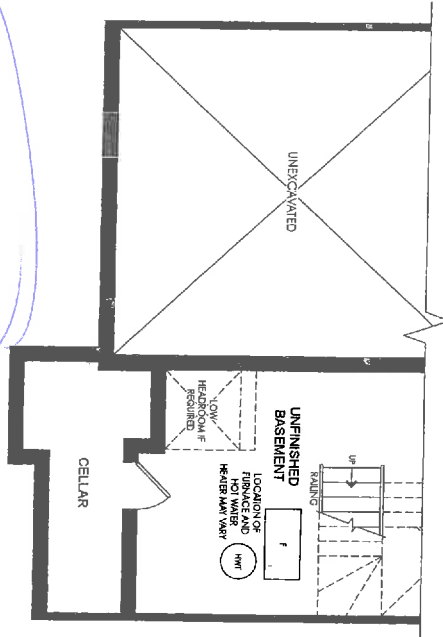 UNEXCAVATED
UNFINISHED
BASEMENT
UP
RAILING
LOW
HEADROOM IF
REQUIRED
LOCATION OF
FURNACE AND
HOT WATER
HEATER MAY VARY
F
HWT
CELLAR